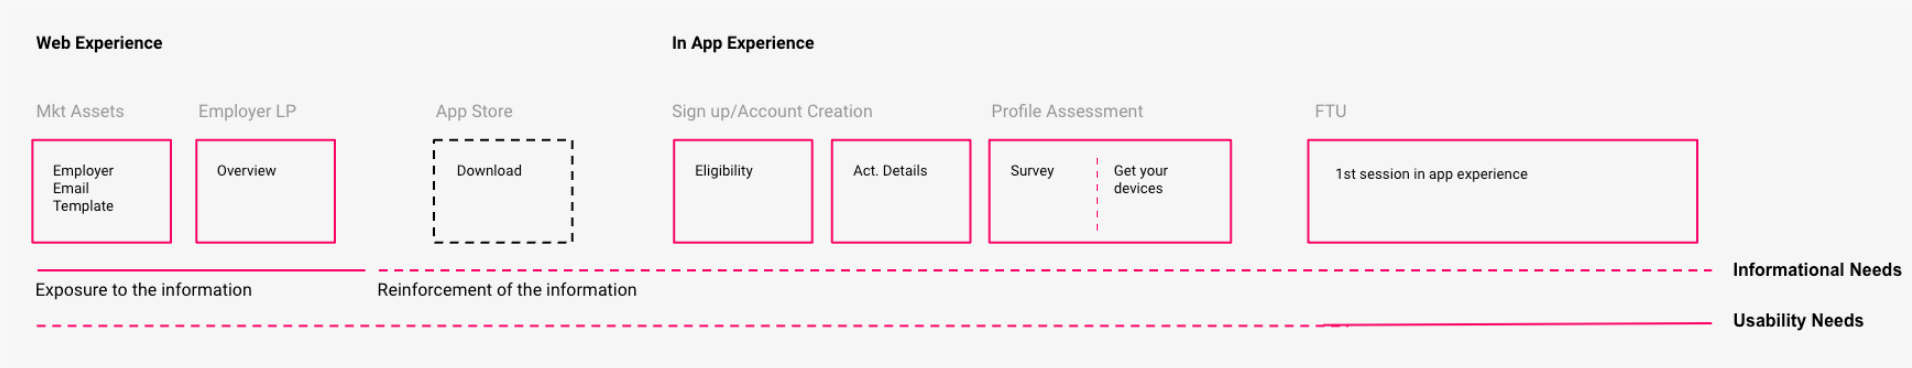 Web Experience
In App Experience
Mkt Assets
Employer LP
App Store
Sign up/Account Creation
Profile Assessment
FTU
Employer
Email
Template
Overview
Download
Eligibility
Act. Details
Survey
Get your
devices
1st session in app experience
Informational Needs
Exposure to the information
Reinforcement of the information
Usability Needs